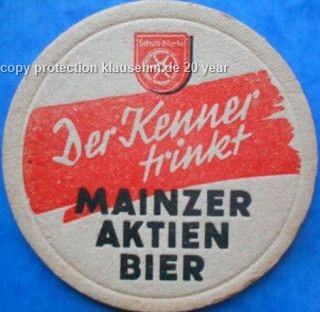 Schutz-Marke
copy protection klausehm.de 20 year
Der Kenner
trinkt
MAINZER
AKTIEN
BIER